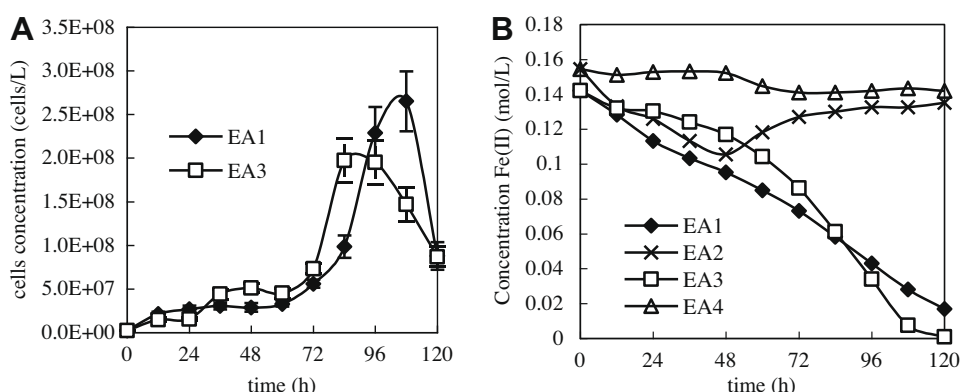 A
cells concentration (cells/L)
3.5E+08
3.0E+08
2.5E+08
2.0E+08
1.5E+08
1.0E+08
5.0E+07
0.0E+00
EA1
EA3
0 24 48 72 96 120
time (h)
B
Concentration Fe(II) (mol/L)
0.18
0.16
0.14
0.12
0.1
0.08
0.06
0.04
0.02
0
EA1
EA2
EA3
EA4
0 24 48 72 96 120
time (h)